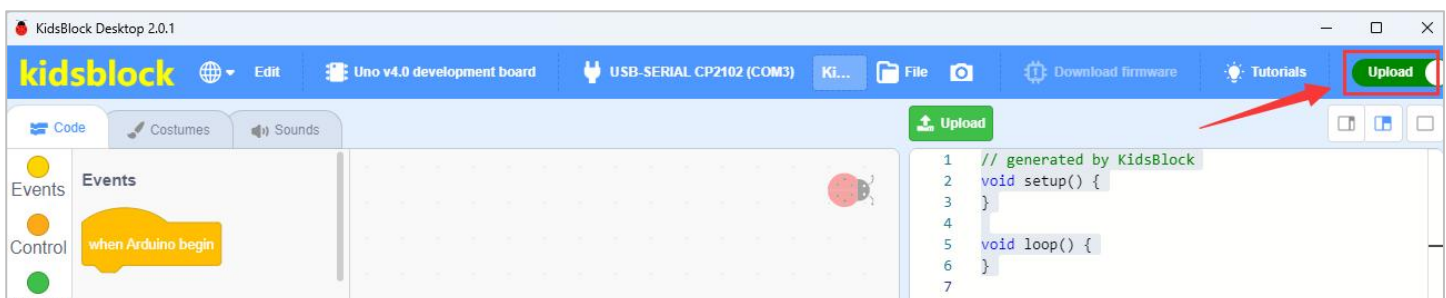 KidsBlock Desktop 2.0.1
kidsblock Edit Uno v4.0 development board USB-SERIAL CP2102 (COM3) Ki... File Download firmware Tutorials Upload
Code Costumes Sounds Upload
Events
Control
Events
when Arduino begin
1 // generated by KidsBlock
2 void setup() {
3 }
4
5 void loop() {
6 }
7